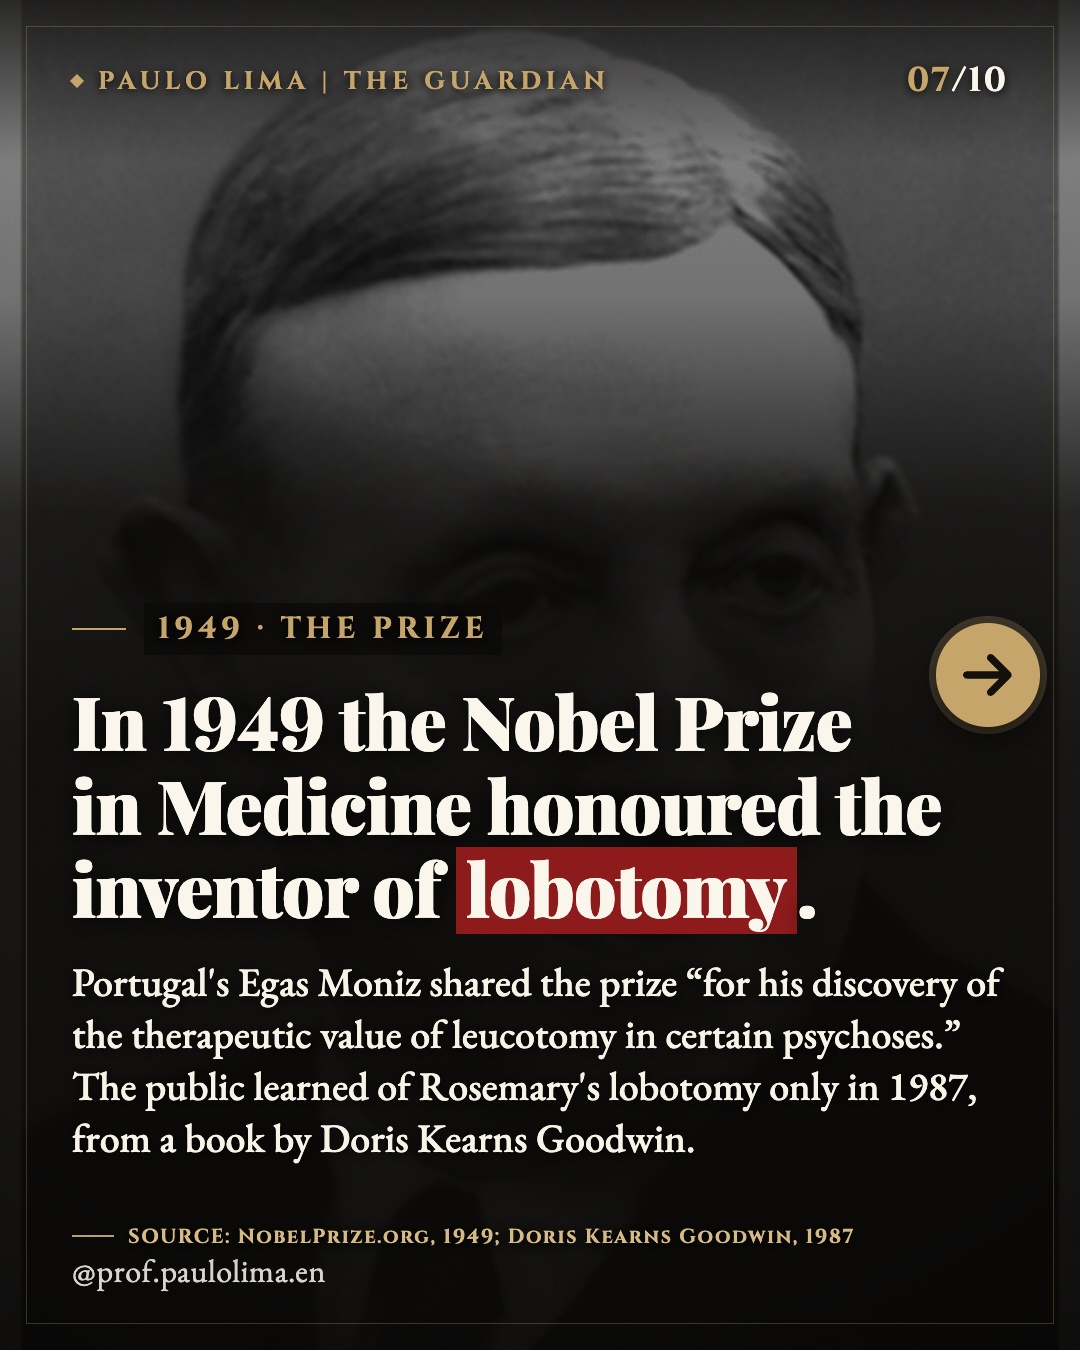 ◆ PAULO LIMA | THE GUARDIAN
07/10
1949 · THE PRIZE
In 1949 the Nobel Prize
in Medicine honoured the
inventor of lobotomy.
Portugal's Egas Moniz shared the prize “for his discovery of
the therapeutic value of leucotomy in certain psychoses.”
The public learned of Rosemary's lobotomy only in 1987,
from a book by Doris Kearns Goodwin.
SOURCE: NOBELPRIZE.ORG, 1949; DORIS KEARNS GOODWIN, 1987
@prof.paulolima.en